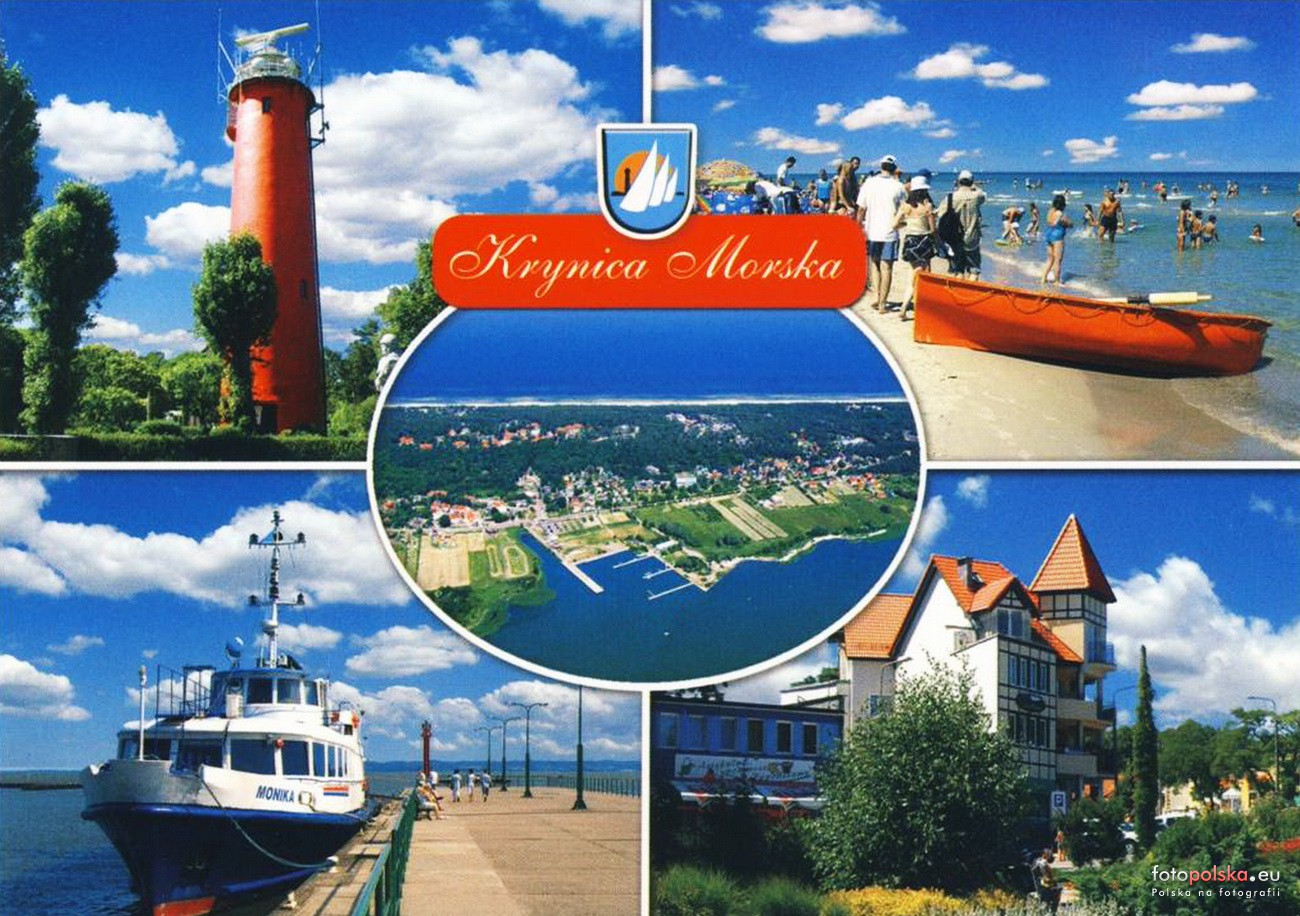 Krynica Morska
MONIKA
P
fotopolska.eu
Polska na fotografii